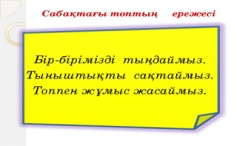 Сабақтағы топтың ережесі
Бір-бірімізді тыңдаймыз.
Тыныштықты сақтаймыз.
Топпен жұмыс жасаймыз.